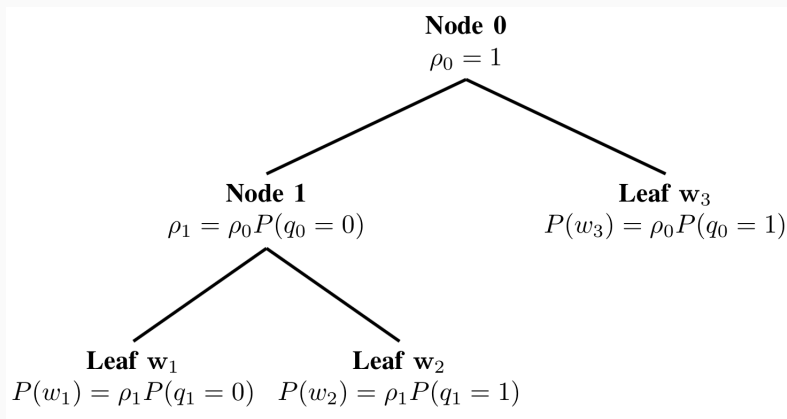 Node 0
ρ₀ = 1
Node 1
ρ₁ = ρ₀P(q₀ = 0)
Leaf w₃
P(w₃) = ρ₀P(q₀ = 1)
Leaf w₁
P(w₁) = ρ₁P(q₁ = 0)
Leaf w₂
P(w₂) = ρ₁P(q₁ = 1)